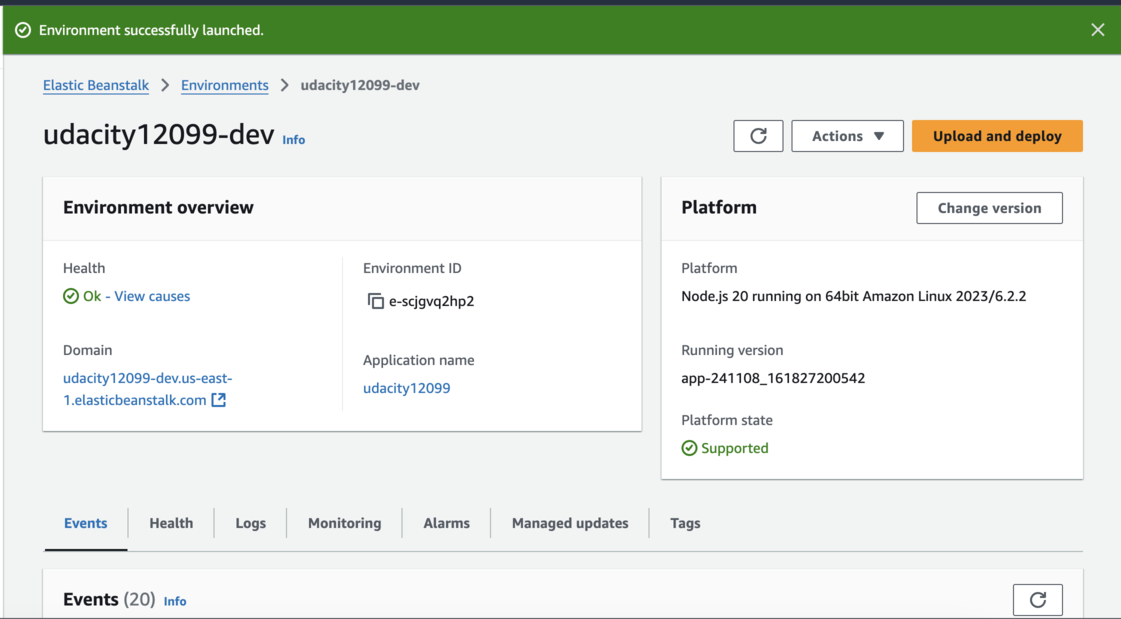 Environment successfully launched.
Elastic Beanstalk > Environments > udacity12099-dev
udacity12099-dev Info
Actions
Upload and deploy
Environment overview
Health
Ok - View causes
Domain
udacity12099-dev.us-east-
1.elasticbeanstalk.com
Environment ID
e-scjgvq2hp2
Application name
udacity12099
Platform
Change version
Platform
Node.js 20 running on 64bit Amazon Linux 2023/6.2.2
Running version
app-241108_161827200542
Platform state
Supported
Events
Health
Logs
Monitoring
Alarms
Managed updates
Tags
Events (20) Info